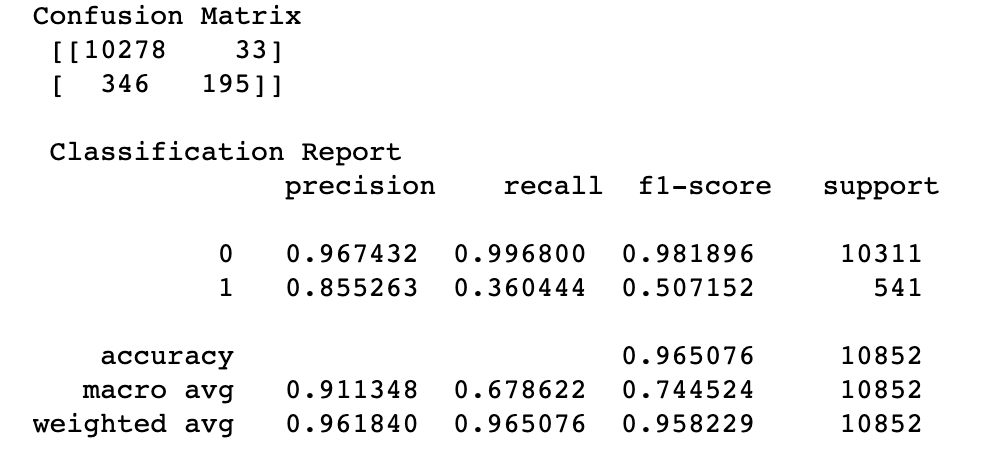 Confusion Matrix
[[10278 33]
[ 346 195]]
Classification Report
precision recall f1-score support
0 0.967432 0.996800 0.981896 10311
1 0.855263 0.360444 0.507152 541
accuracy 0.965076 10852
macro avg 0.911348 0.678622 0.744524 10852
weighted avg 0.961840 0.965076 0.958229 10852